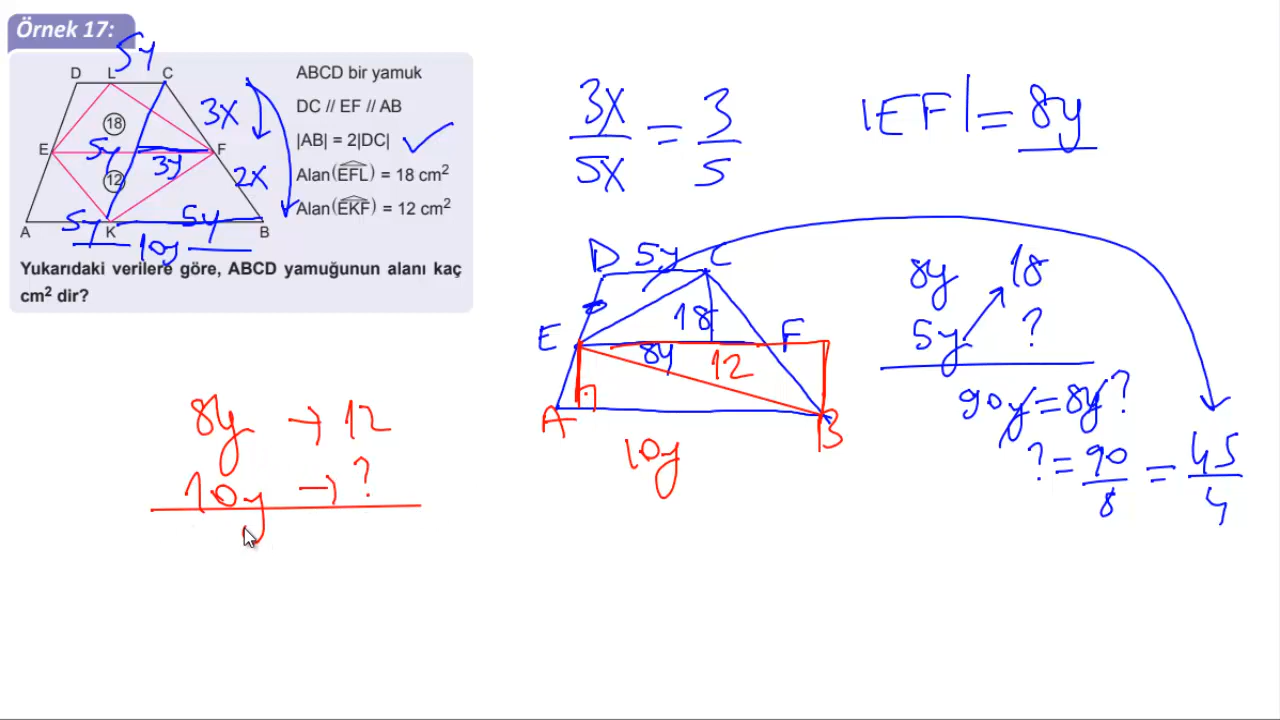 Örnek 17:
5y
D L C
18
3x
E 5y 3y F
12
2x
5y 5y
A K B
10y
ABCD bir yamuk
DC // EF // AB
|AB| = 2|DC|
Alan(EFL) = 18 cm²
Alan(EKF) = 12 cm²
Yukarıdaki verilere göre, ABCD yamuğunun alanı kaç
cm² dir?
3x/5x = 3/5
|EF| = 8y
D 5y C
18
E 8y F
12
A B
10y
8y 18
5y ?
90y = 8y ?
? = 90/8 = 45/4
8y → 12
10y → ?